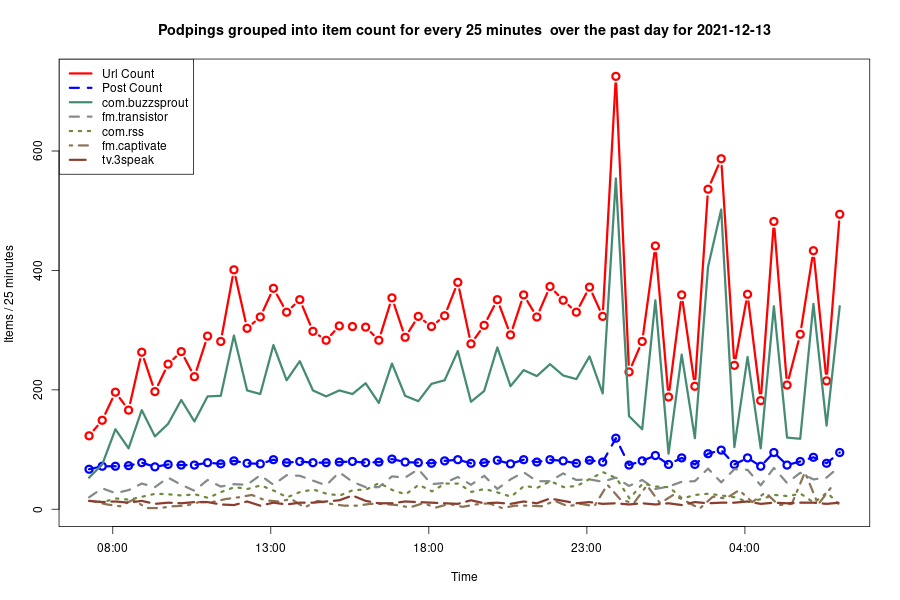 Podpings grouped into item count for every 25 minutes  over the past day for 2021-12-13
Url Count
Post Count
com.buzzsprout
fm.transistor
com.rss
fm.captivate
tv.3speak
Items / 25 minutes
600
400
200
0
08:00 13:00 18:00 23:00 04:00
Time